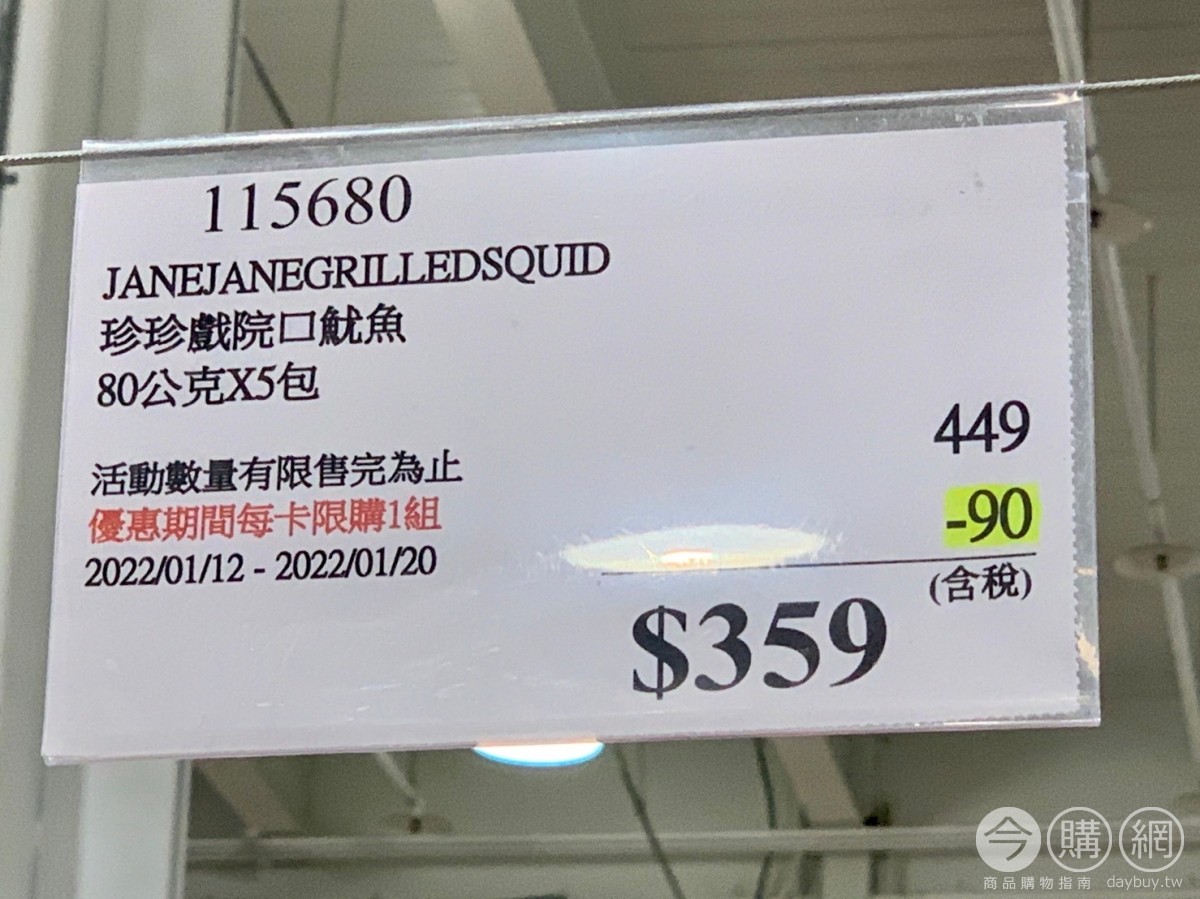 115680
JANEJANEGRILLEDSQUID
珍珍戲院口魷魚
80公克X5包
449
活動數量有限售完為止
優惠期間每卡限購1組
-90
2022/01/12 - 2022/01/20
(含稅)
$359
今購網
商品購物指南 daybuy.tw